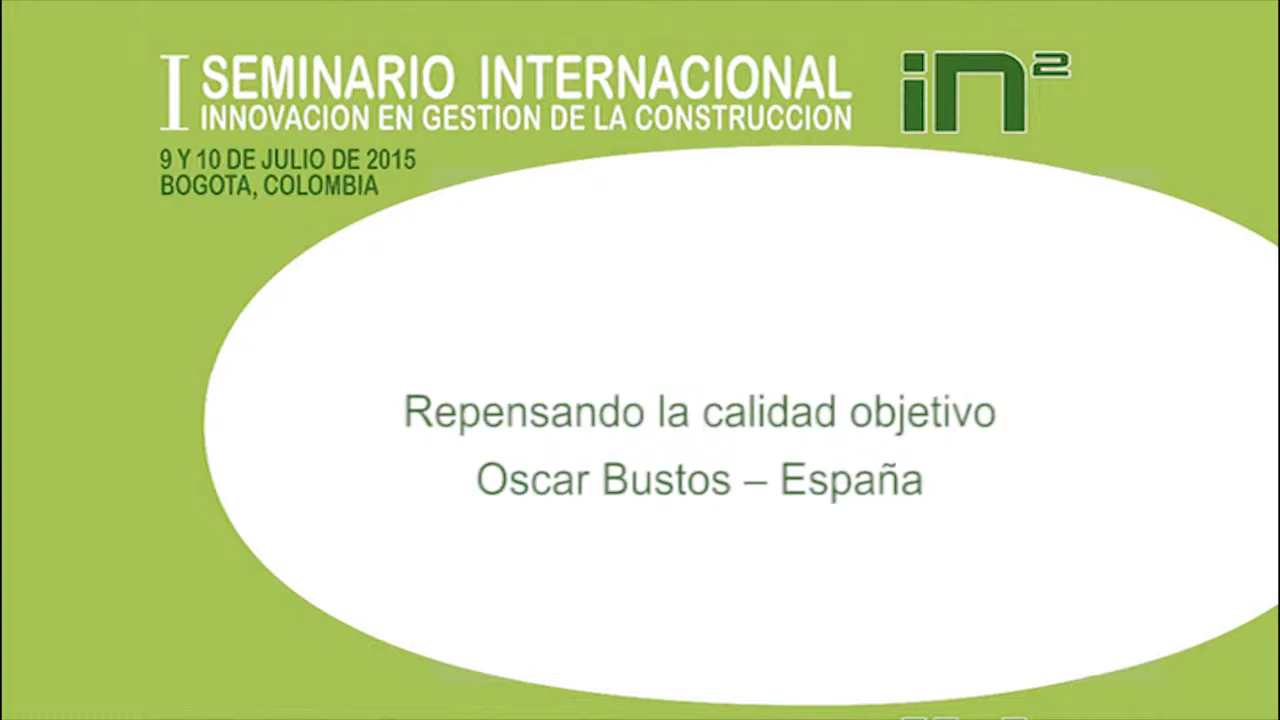 I SEMINARIO INTERNACIONAL
INNOVACION EN GESTION DE LA CONSTRUCCION
in²
9 Y 10 DE JULIO DE 2015
BOGOTA, COLOMBIA
Repensando la calidad objetivo
Oscar Bustos – España